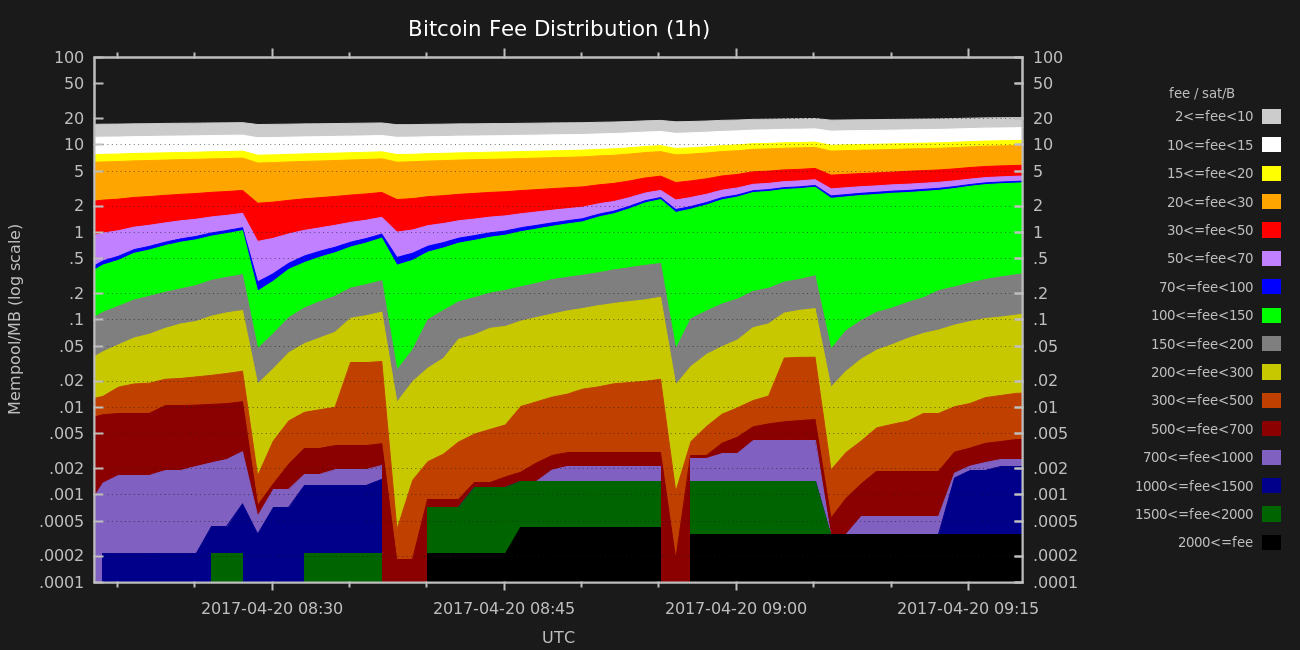 Bitcoin Fee Distribution (1h)
100
50
20
10
5
2
1
.5
.2
.1
.05
.02
.01
.005
.002
.001
.0005
.0002
.0001
Mempool/MB (log scale)
100
50
20
10
5
2
1
.5
.2
.1
.05
.02
.01
.005
.002
.001
.0005
.0002
.0001
fee / sat/B
2<=fee<10
10<=fee<15
15<=fee<20
20<=fee<30
30<=fee<50
50<=fee<70
70<=fee<100
100<=fee<150
150<=fee<200
200<=fee<300
300<=fee<500
500<=fee<700
700<=fee<1000
1000<=fee<1500
1500<=fee<2000
2000<=fee
2017-04-20 08:30 2017-04-20 08:45 2017-04-20 09:00 2017-04-20 09:15
UTC